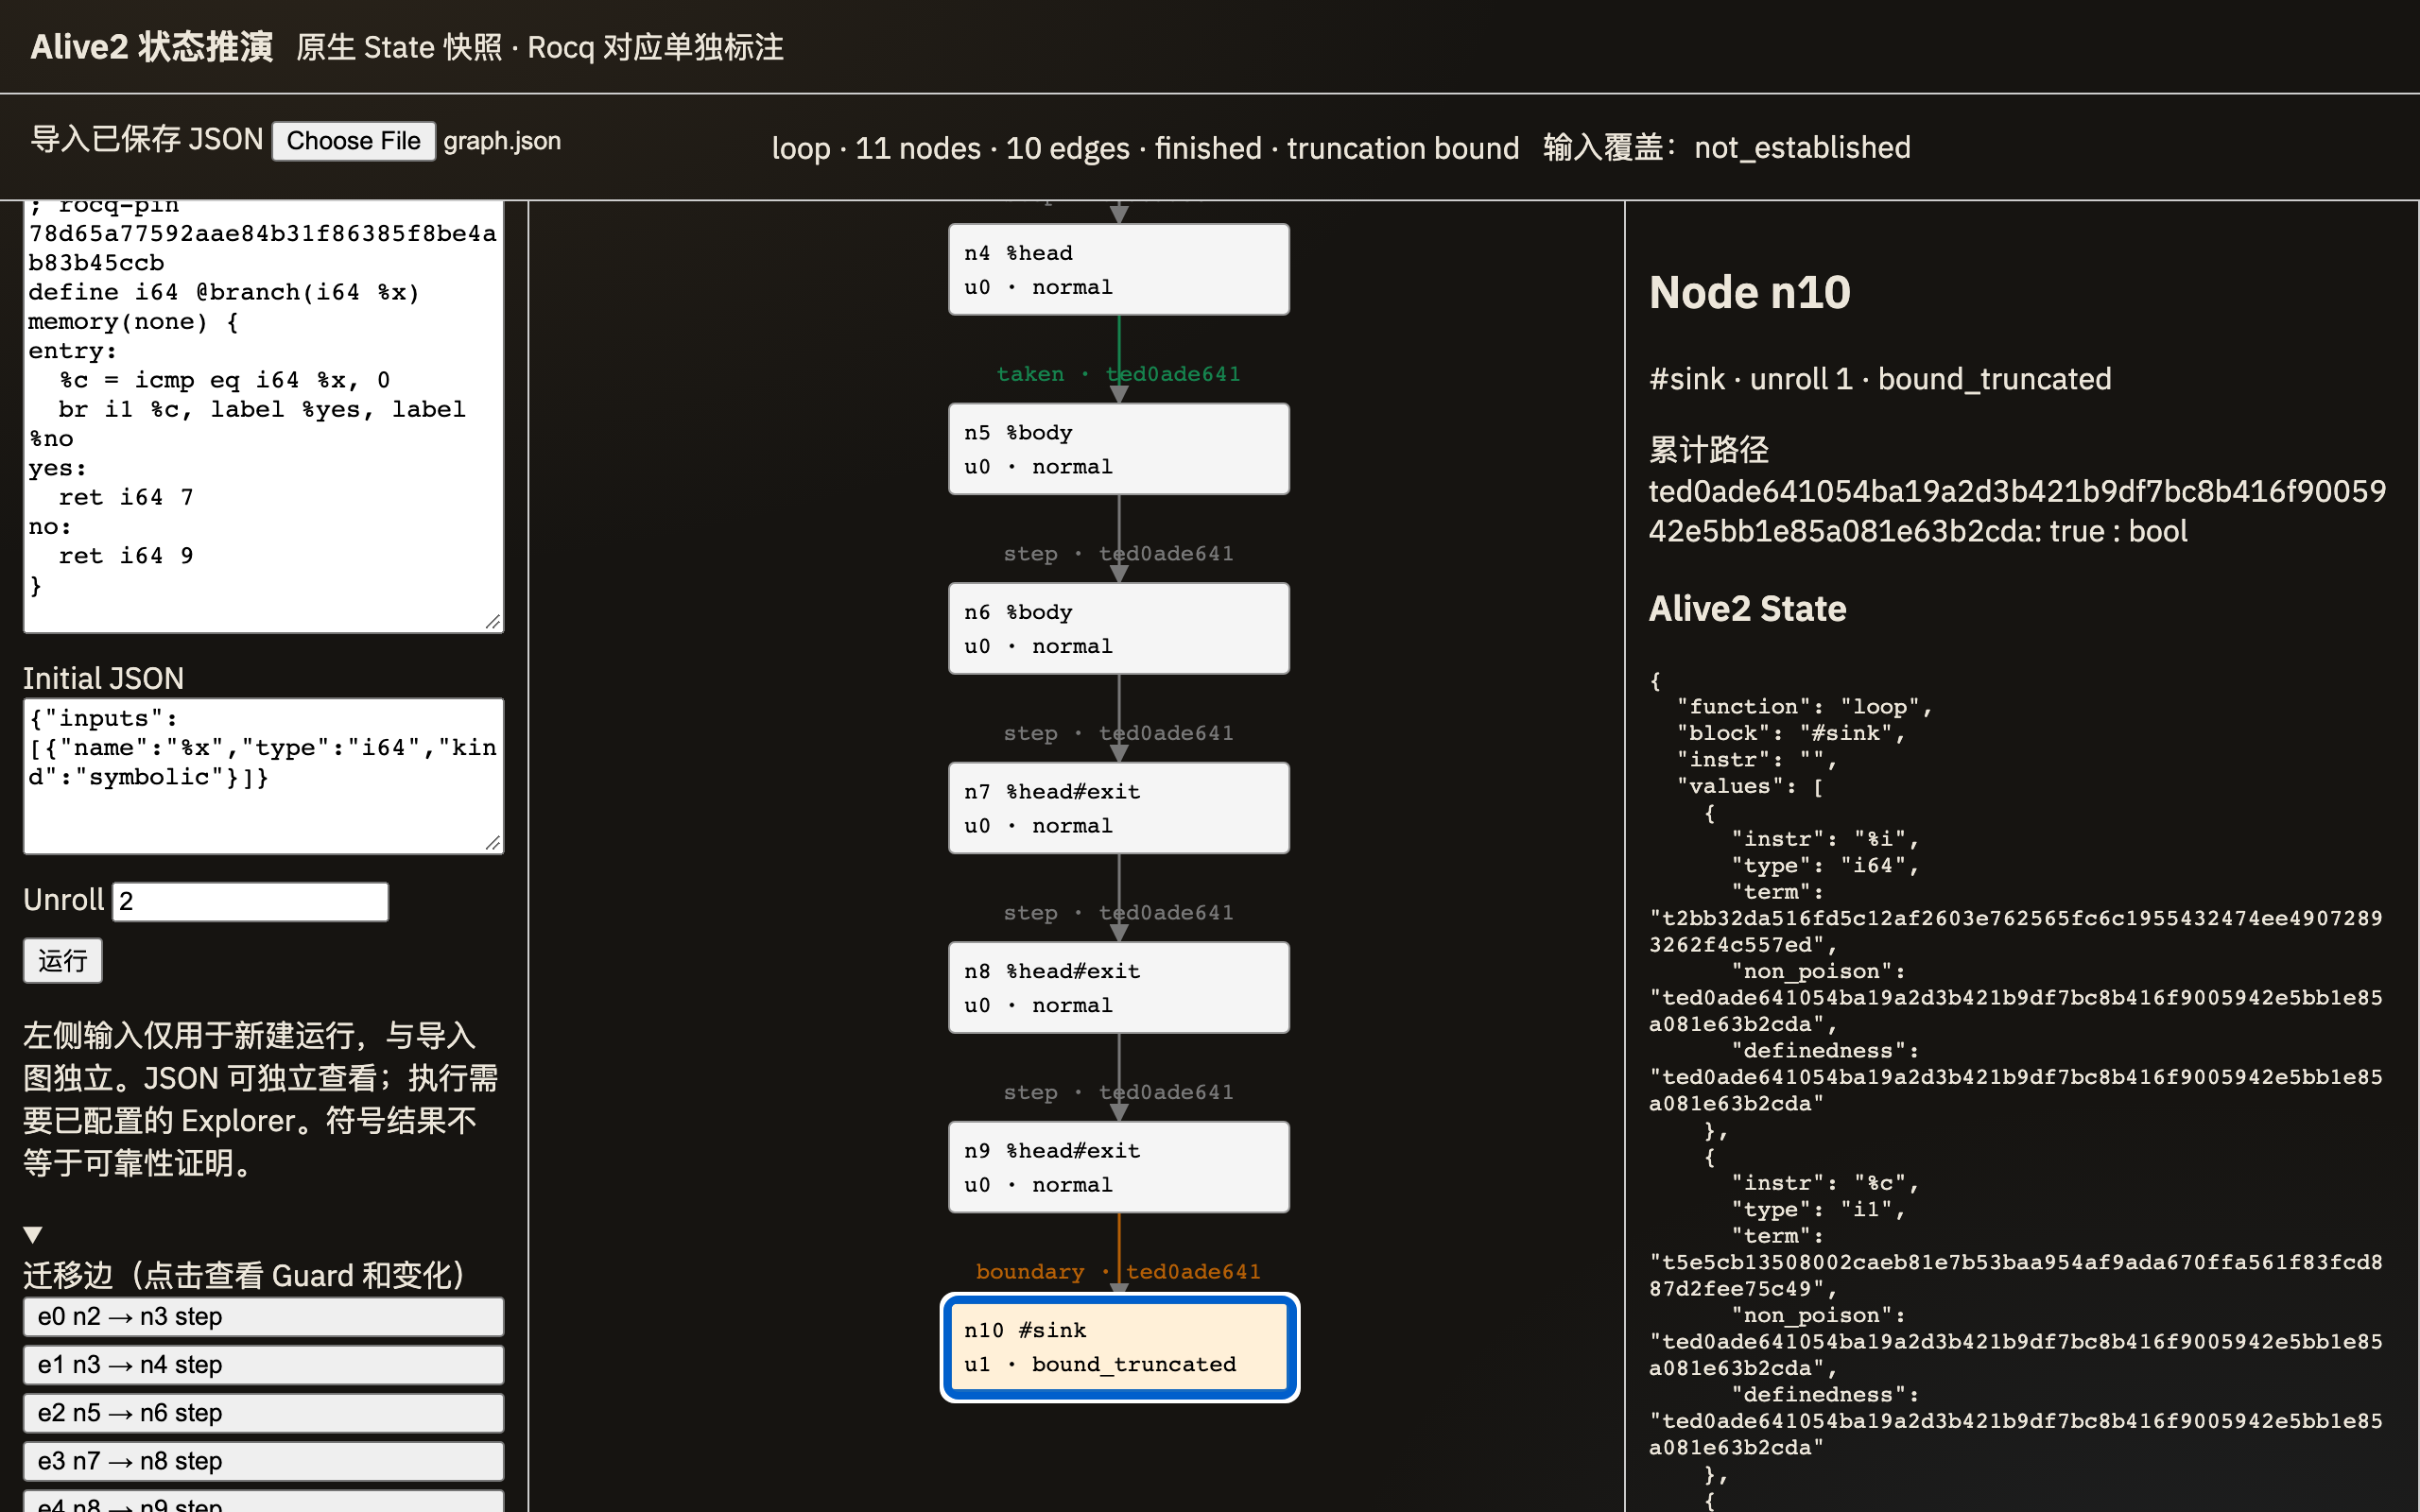 Alive2 状态推演 原生 State 快照 · Rocq 对应单独标注
导入已保存 JSON Choose File graph.json
loop · 11 nodes · 10 edges · finished · truncation bound 输入覆盖：not_established
; rocq-pin
78d65a77592aae84b31f86385f8be4a
b83b45ccb
define i64 @branch(i64 %x)
memory(none) {
entry:
  %c = icmp eq i64 %x, 0
  br i1 %c, label %yes, label
%no
yes:
  ret i64 7
no:
  ret i64 9
}
Initial JSON
{"inputs":
[{"name":"%x","type":"i64","kin
d":"symbolic"}]}
Unroll 2
运行
左侧输入仅用于新建运行，与导入
图独立。JSON 可独立查看；执行需
要已配置的 Explorer。符号结果不
等于可靠性证明。
▼
迁移边（点击查看 Guard 和变化）
e0 n2 → n3 step
e1 n3 → n4 step
e2 n5 → n6 step
e3 n7 → n8 step
e4 n8 → n9 step
n4 %head
u0 · normal
taken · ted0ade641
n5 %body
u0 · normal
step · ted0ade641
n6 %body
u0 · normal
step · ted0ade641
n7 %head#exit
u0 · normal
step · ted0ade641
n8 %head#exit
u0 · normal
step · ted0ade641
n9 %head#exit
u0 · normal
boundary · ted0ade641
n10 #sink
u1 · bound_truncated
Node n10
#sink · unroll 1 · bound_truncated
累计路径
ted0ade641054ba19a2d3b421b9df7bc8b416f90059
42e5bb1e85a081e63b2cda: true : bool
Alive2 State
{
  "function": "loop",
  "block": "#sink",
  "instr": "",
  "values": [
    {
      "instr": "%i",
      "type": "i64",
      "term":
"t2bb32da516fd5c12af2603e762565fc6c1955432474ee4907289
3262f4c557ed",
      "non_poison":
"ted0ade641054ba19a2d3b421b9df7bc8b416f9005942e5bb1e85
a081e63b2cda",
      "definedness":
"ted0ade641054ba19a2d3b421b9df7bc8b416f9005942e5bb1e85
a081e63b2cda"
    },
    {
      "instr": "%c",
      "type": "i1",
      "term":
"t5e5cb13508002caeb81e7b53baa954af9ada670ffa561f83fcd8
87d2fee75c49",
      "non_poison":
"ted0ade641054ba19a2d3b421b9df7bc8b416f9005942e5bb1e85
a081e63b2cda",
      "definedness":
"ted0ade641054ba19a2d3b421b9df7bc8b416f9005942e5bb1e85
a081e63b2cda"
    },
    {